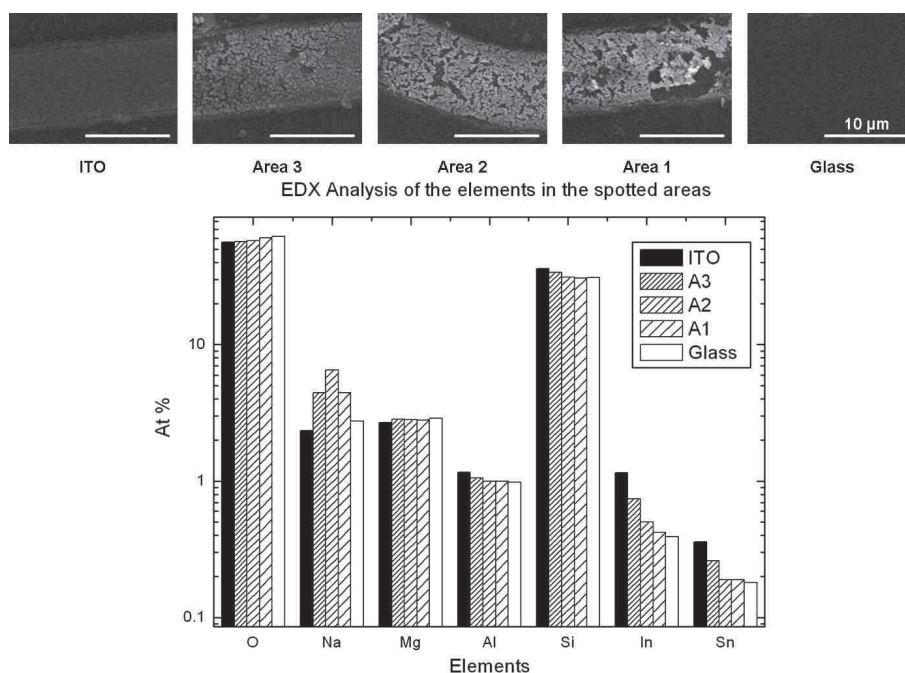 10 µm
ITO Area 3 Area 2 Area 1 Glass
EDX Analysis of the elements in the spotted areas
ITO
A3
A2
A1
Glass
10
1
0.1
At %
O Na Mg Al Si In Sn
Elements